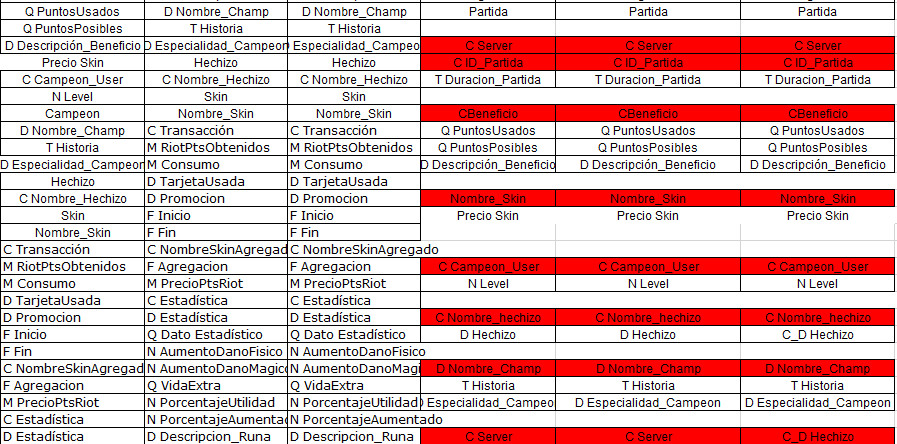 Q PuntosUsados D Nombre_Champ D Nombre_Champ Partida Partida Partida
Q PuntosPosibles T Historia T Historia
D Descripción_Beneficio D Especialidad_Campeon Especialidad_Campeo C Server C Server C Server
Precio Skin Hechizo Hechizo C ID_Partida C ID_Partida C ID_Partida
C Campeon_User C Nombre_Hechizo C Nombre_Hechizo T Duracion_Partida T Duracion_Partida T Duracion_Partida
N Level Skin Skin
Campeon Nombre_Skin Nombre_Skin CBeneficio CBeneficio CBeneficio
D Nombre_Champ C Transacción C Transacción Q PuntosUsados Q PuntosUsados Q PuntosUsados
T Historia M RiotPtsObtenidos M RiotPtsObtenidos Q PuntosPosibles Q PuntosPosibles Q PuntosPosibles
D Especialidad_Campeon M Consumo M Consumo D Descripción_Beneficio D Descripción_Beneficio D Descripción_Beneficio
Hechizo D TarjetaUsada D TarjetaUsada
C Nombre_Hechizo D Promocion D Promocion Nombre_Skin Nombre_Skin Nombre_Skin
Skin F Inicio F Inicio Precio Skin Precio Skin Precio Skin
Nombre_Skin F Fin F Fin
C Transacción C NombreSkinAgregad C NombreSkinAgregado
M RiotPtsObtenidos F Agregacion F Agregacion C Campeon_User C Campeon_User C Campeon_User
M Consumo M PrecioPtsRiot M PrecioPtsRiot N Level N Level N Level
D TarjetaUsada C Estadística C Estadística
D Promocion D Estadística D Estadística C Nombre_hechizo C Nombre_hechizo C Nombre_hechizo
F Inicio Q Dato Estadístico Q Dato Estadístico D Hechizo D Hechizo C_D Hechizo
F Fin N AumentoDanoFisico N AumentoDanoFisico
C NombreSkinAgregad N AumentoDanoMagico N AumentoDanoMagi D Nombre_Champ D Nombre_Champ D Nombre_Champ
F Agregacion Q VidaExtra Q VidaExtra T Historia T Historia T Historia
M PrecioPtsRiot N PorcentajeUtilidad N PorcentajeUtilidad D Especialidad_Campeo D Especialidad_Campeon D Especialidad_Campeon
C Estadística N PorcentajeAumenta N PorcentajeAumentado
D Estadística D Descripcion_Runa D Descripcion_Runa C Server C Server C_D Hechizo